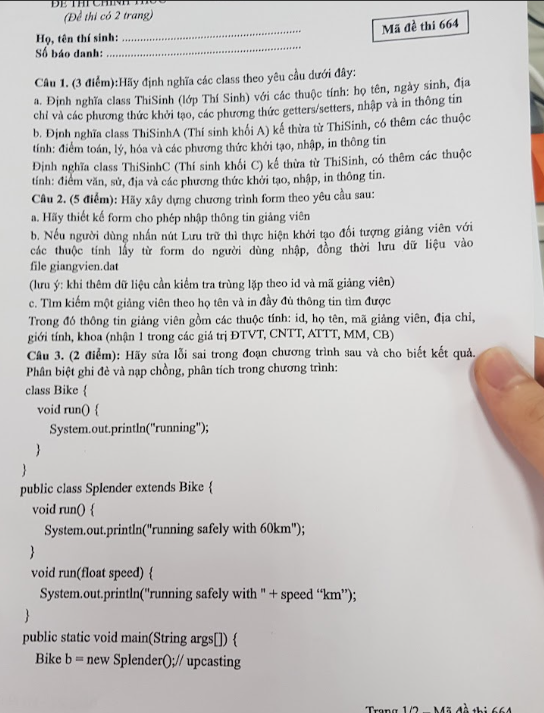 ĐỀ THI CHÍNH THỨC
(Đề thi có 2 trang)
Mã đề thi 664
Họ, tên thí sinh:
Số báo danh:
Câu 1. (3 điểm):Hãy định nghĩa các class theo yêu cầu dưới đây:
a. Định nghĩa class ThiSinh (lớp Thí Sinh) với các thuộc tính: họ tên, ngày sinh, địa
chỉ và các phương thức khởi tạo, các phương thức getters/setters, nhập và in thông tin
b. Định nghĩa class ThiSinhA (Thí sinh khối A) kế thừa từ ThiSinh, có thêm các thuộc
tính: điểm toán, lý, hóa và các phương thức khởi tạo, nhập, in thông tin
Định nghĩa class ThiSinhC (Thí sinh khối C) kế thừa từ ThiSinh, có thêm các thuộc
tính: điểm văn, sử, địa và các phương thức khởi tạo, nhập, in thông tin.
Câu 2. (5 điểm): Hãy xây dựng chương trình form theo yêu cầu sau:
a. Hãy thiết kế form cho phép nhập thông tin giảng viên
b. Nếu người dùng nhấn nút Lưu trữ thì thực hiện khởi tạo đối tượng giảng viên với
các thuộc tính lấy từ form do người dùng nhập, đồng thời lưu dữ liệu vào
file giangvien.dat
(lưu ý: khi thêm dữ liệu cần kiểm tra trùng lặp theo id và mã giảng viên)
c. Tìm kiếm một giảng viên theo họ tên và in đầy đủ thông tin tìm được
Trong đó thông tin giảng viên gồm các thuộc tính: id, họ tên, mã giảng viên, địa chỉ,
giới tính, khoa (nhận 1 trong các giá trị ĐTVT, CNTT, ATTT, MM, CB)
Câu 3. (2 điểm): Hãy sửa lỗi sai trong đoạn chương trình sau và cho biết kết quả.
Phân biệt ghi đè và nạp chồng, phân tích trong chương trình:
class Bike {
void run() {
System.out.println("running");
}
}
public class Splender extends Bike {
void run() {
System.out.println("running safely with 60km");
}
void run(float speed) {
System.out.println("running safely with " + speed “km”);
}
public static void main(String args[]) {
Bike b = new Splender();// upcasting
Trang 1/2 – Mã đề thi 664